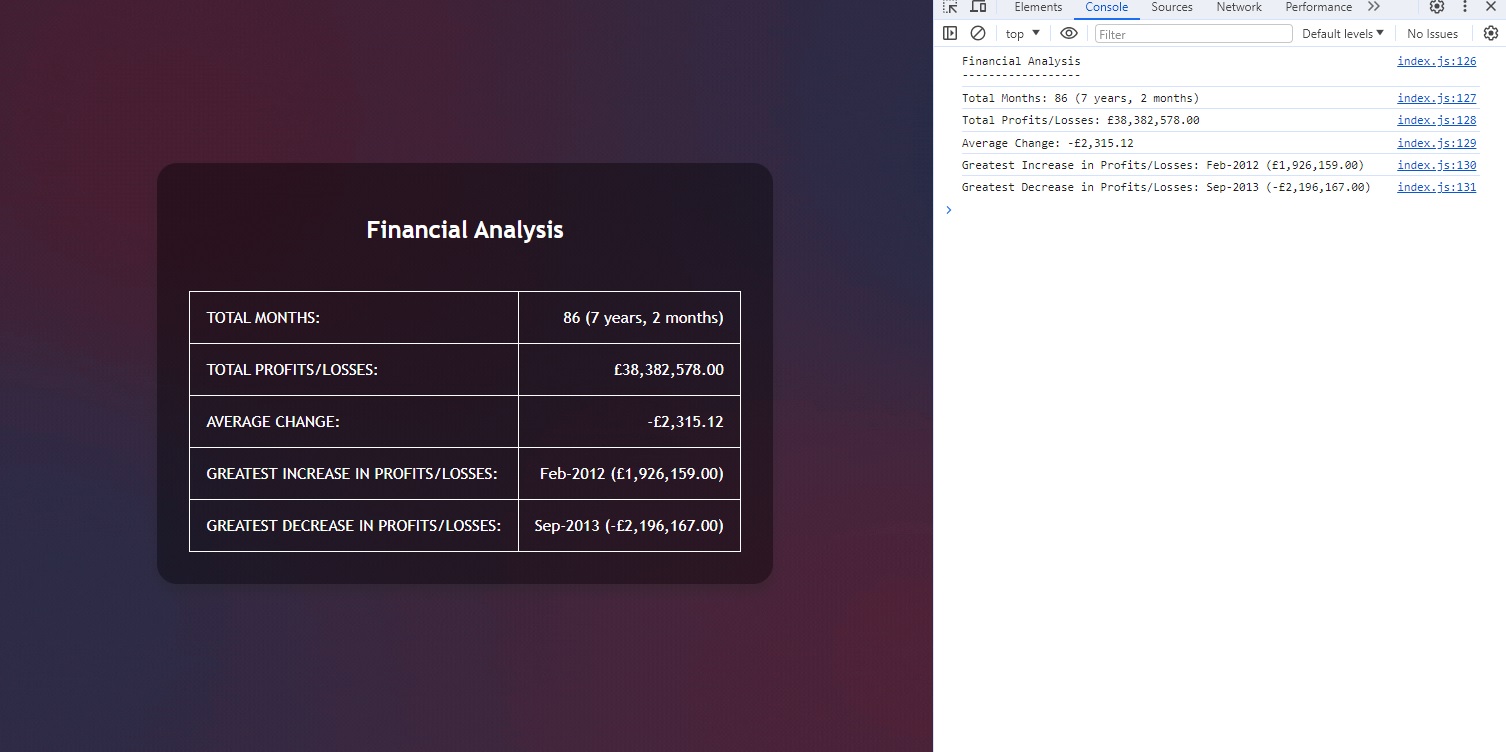 Financial Analysis
TOTAL MONTHS: 86 (7 years, 2 months)
TOTAL PROFITS/LOSSES: £38,382,578.00
AVERAGE CHANGE: -£2,315.12
GREATEST INCREASE IN PROFITS/LOSSES: Feb-2012 (£1,926,159.00)
GREATEST DECREASE IN PROFITS/LOSSES: Sep-2013 (-£2,196,167.00)
Elements Console Sources Network Performance
top Filter Default levels No Issues
Financial Analysis index.js:126
------------------
Total Months: 86 (7 years, 2 months) index.js:127
Total Profits/Losses: £38,382,578.00 index.js:128
Average Change: -£2,315.12 index.js:129
Greatest Increase in Profits/Losses: Feb-2012 (£1,926,159.00) index.js:130
Greatest Decrease in Profits/Losses: Sep-2013 (-£2,196,167.00) index.js:131